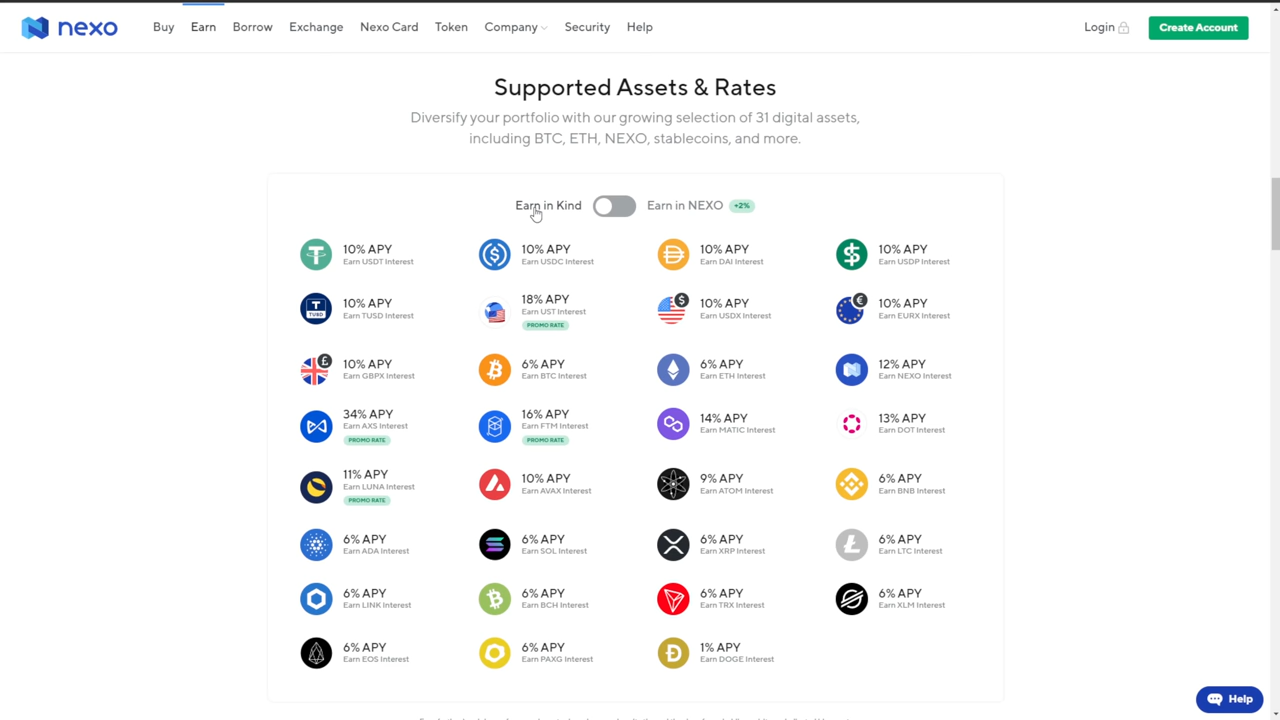 nexo
Buy Earn Borrow Exchange Nexo Card Token Company Security Help
Login
Create Account
Supported Assets & Rates
Diversify your portfolio with our growing selection of 31 digital assets,
including BTC, ETH, NEXO, stablecoins, and more.
Earn in Kind
Earn in NEXO +2%
10% APY
Earn USDT Interest
10% APY
Earn USDC Interest
10% APY
Earn DAI Interest
10% APY
Earn USDP Interest
TUSD
10% APY
Earn TUSD Interest
18% APY
Earn UST Interest
PROMO RATE
10% APY
Earn USDX Interest
10% APY
Earn EURX Interest
10% APY
Earn GBPX Interest
6% APY
Earn BTC Interest
6% APY
Earn ETH Interest
12% APY
Earn NEXO Interest
34% APY
Earn AXS Interest
PROMO RATE
16% APY
Earn FTM Interest
PROMO RATE
14% APY
Earn MATIC Interest
13% APY
Earn DOT Interest
11% APY
Earn LUNA Interest
PROMO RATE
10% APY
Earn AVAX Interest
9% APY
Earn ATOM Interest
6% APY
Earn BNB Interest
6% APY
Earn ADA Interest
6% APY
Earn SOL Interest
6% APY
Earn XRP Interest
6% APY
Earn LTC Interest
6% APY
Earn LINK Interest
6% APY
Earn BCH Interest
6% APY
Earn TRX Interest
6% APY
Earn XLM Interest
6% APY
Earn EOS Interest
6% APY
Earn PAXG Interest
1% APY
Earn DOGE Interest
Help